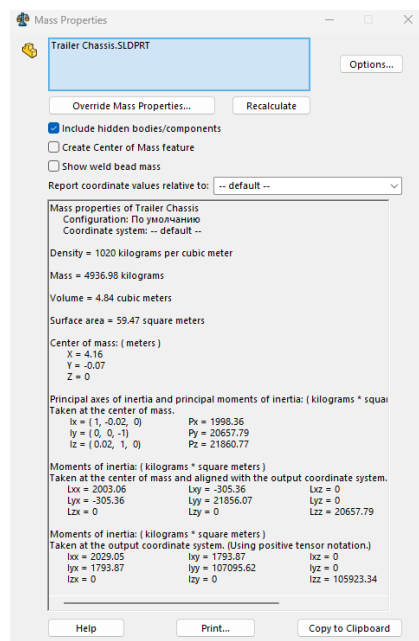 Mass Properties
Trailer Chassis.SLDPRT
Options...
Override Mass Properties...
Recalculate
Include hidden bodies/components
Create Center of Mass feature
Show weld bead mass
Report coordinate values relative to: -- default --
Mass properties of Trailer Chassis
Configuration: По умолчанию
Coordinate system: -- default --
Density = 1020 kilograms per cubic meter
Mass = 4936.98 kilograms
Volume = 4.84 cubic meters
Surface area = 59.47 square meters
Center of mass: ( meters )
X = 4.16
Y = -0.07
Z = 0
Principal axes of inertia and principal moments of inertia: ( kilograms * squar
Taken at the center of mass.
Ix = ( 1, -0.02, 0) Px = 1998.36
Iy = ( 0, 0, -1) Py = 20657.79
Iz = ( 0.02, 1, 0) Pz = 21860.77
Moments of inertia: ( kilograms * square meters )
Taken at the center of mass and aligned with the output coordinate system.
Lxx = 2003.06 Lxy = -305.36 Lxz = 0
Lyx = -305.36 Lyy = 21856.07 Lyz = 0
Lzx = 0 Lzy = 0 Lzz = 20657.79
Moments of inertia: ( kilograms * square meters )
Taken at the output coordinate system. (Using positive tensor notation.)
Ixx = 2029.05 Ixy = 1793.87 Ixz = 0
Iyx = 1793.87 Iyy = 107095.62 Iyz = 0
Izx = 0 Izy = 0 Izz = 105923.34
Help
Print...
Copy to Clipboard